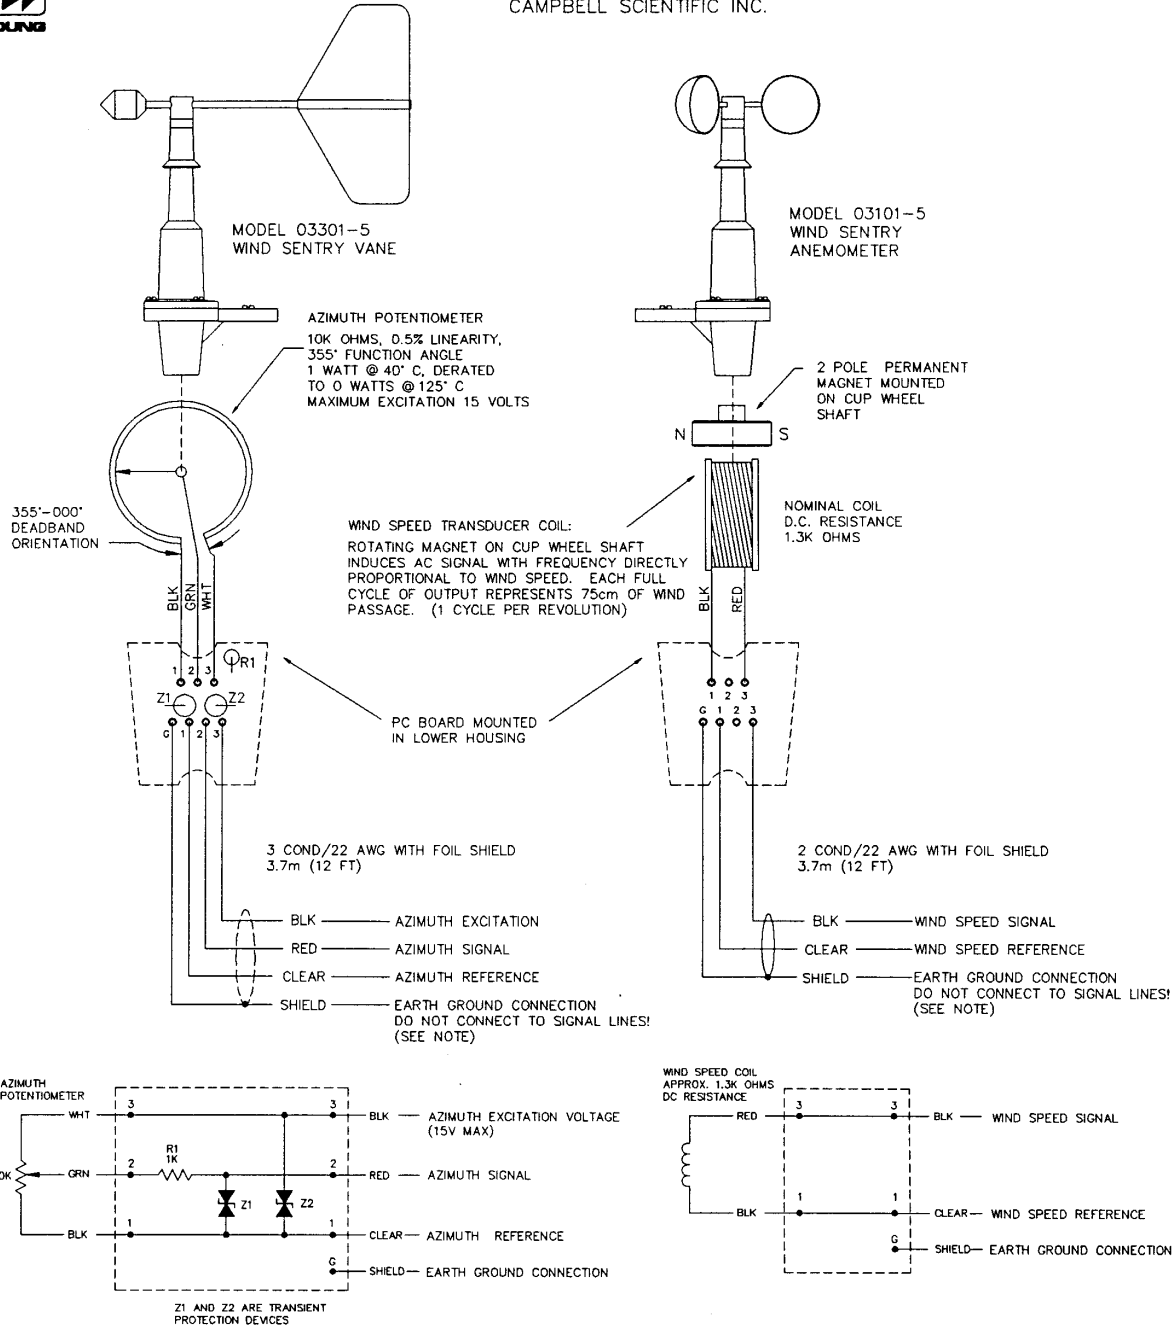 CAMPBELL SCIENTIFIC INC.
MODEL 03301-5
WIND SENTRY VANE
MODEL 03101-5
WIND SENTRY
ANEMOMETER
AZIMUTH POTENTIOMETER
10K OHMS, 0.5% LINEARITY,
355° FUNCTION ANGLE
1 WATT @ 40° C, DERATED
TO 0 WATTS @ 125° C
MAXIMUM EXCITATION 15 VOLTS
2 POLE PERMANENT
MAGNET MOUNTED
ON CUP WHEEL
SHAFT
N
S
355°-000°
DEADBAND
ORIENTATION
WIND SPEED TRANSDUCER COIL:
ROTATING MAGNET ON CUP WHEEL SHAFT
INDUCES AC SIGNAL WITH FREQUENCY DIRECTLY
PROPORTIONAL TO WIND SPEED. EACH FULL
CYCLE OF OUTPUT REPRESENTS 75cm OF WIND
PASSAGE. (1 CYCLE PER REVOLUTION)
NOMINAL COIL
D.C. RESISTANCE
1.3K OHMS
BLK
GRN
WHT
BLK
RED
1 2 3
R1
Z1
Z2
G 1 2 3
1 2 3
G 1 2 3
PC BOARD MOUNTED
IN LOWER HOUSING
3 COND/22 AWG WITH FOIL SHIELD
3.7m (12 FT)
BLK AZIMUTH EXCITATION
RED AZIMUTH SIGNAL
CLEAR AZIMUTH REFERENCE
SHIELD EARTH GROUND CONNECTION
DO NOT CONNECT TO SIGNAL LINES!
(SEE NOTE)
2 COND/22 AWG WITH FOIL SHIELD
3.7m (12 FT)
BLK WIND SPEED SIGNAL
CLEAR WIND SPEED REFERENCE
SHIELD EARTH GROUND CONNECTION
DO NOT CONNECT TO SIGNAL LINES!
(SEE NOTE)
AZIMUTH
POTENTIOMETER
WHT 3 3 BLK AZIMUTH EXCITATION VOLTAGE
(15V MAX)
R1
1K
GRN 2 2 RED AZIMUTH SIGNAL
Z1
Z2
BLK 1 1 CLEAR AZIMUTH REFERENCE
G SHIELD EARTH GROUND CONNECTION
Z1 AND Z2 ARE TRANSIENT
PROTECTION DEVICES
WIND SPEED COIL
APPROX. 1.3K OHMS
DC RESISTANCE
RED 3 3 BLK WIND SPEED SIGNAL
BLK 1 1 CLEAR WIND SPEED REFERENCE
G SHIELD EARTH GROUND CONNECTION